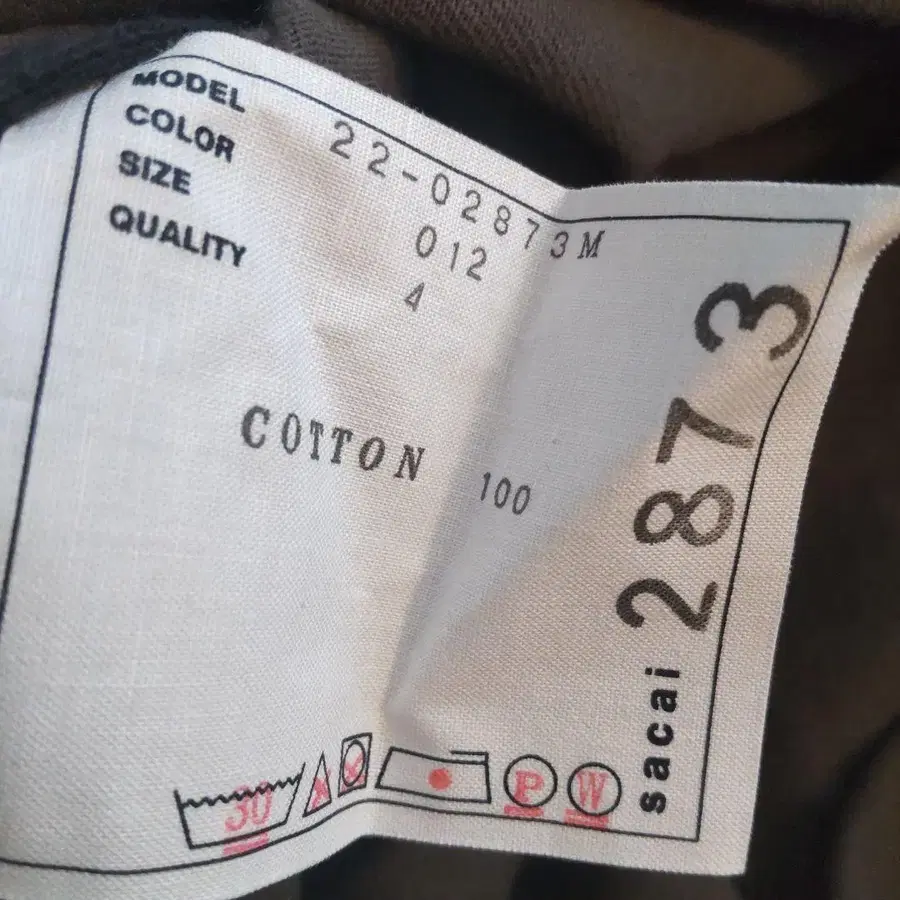 MODEL 22-02873M
COLOR 012
SIZE 4
QUALITY
COTTON 100
sacai 2873
30
P W